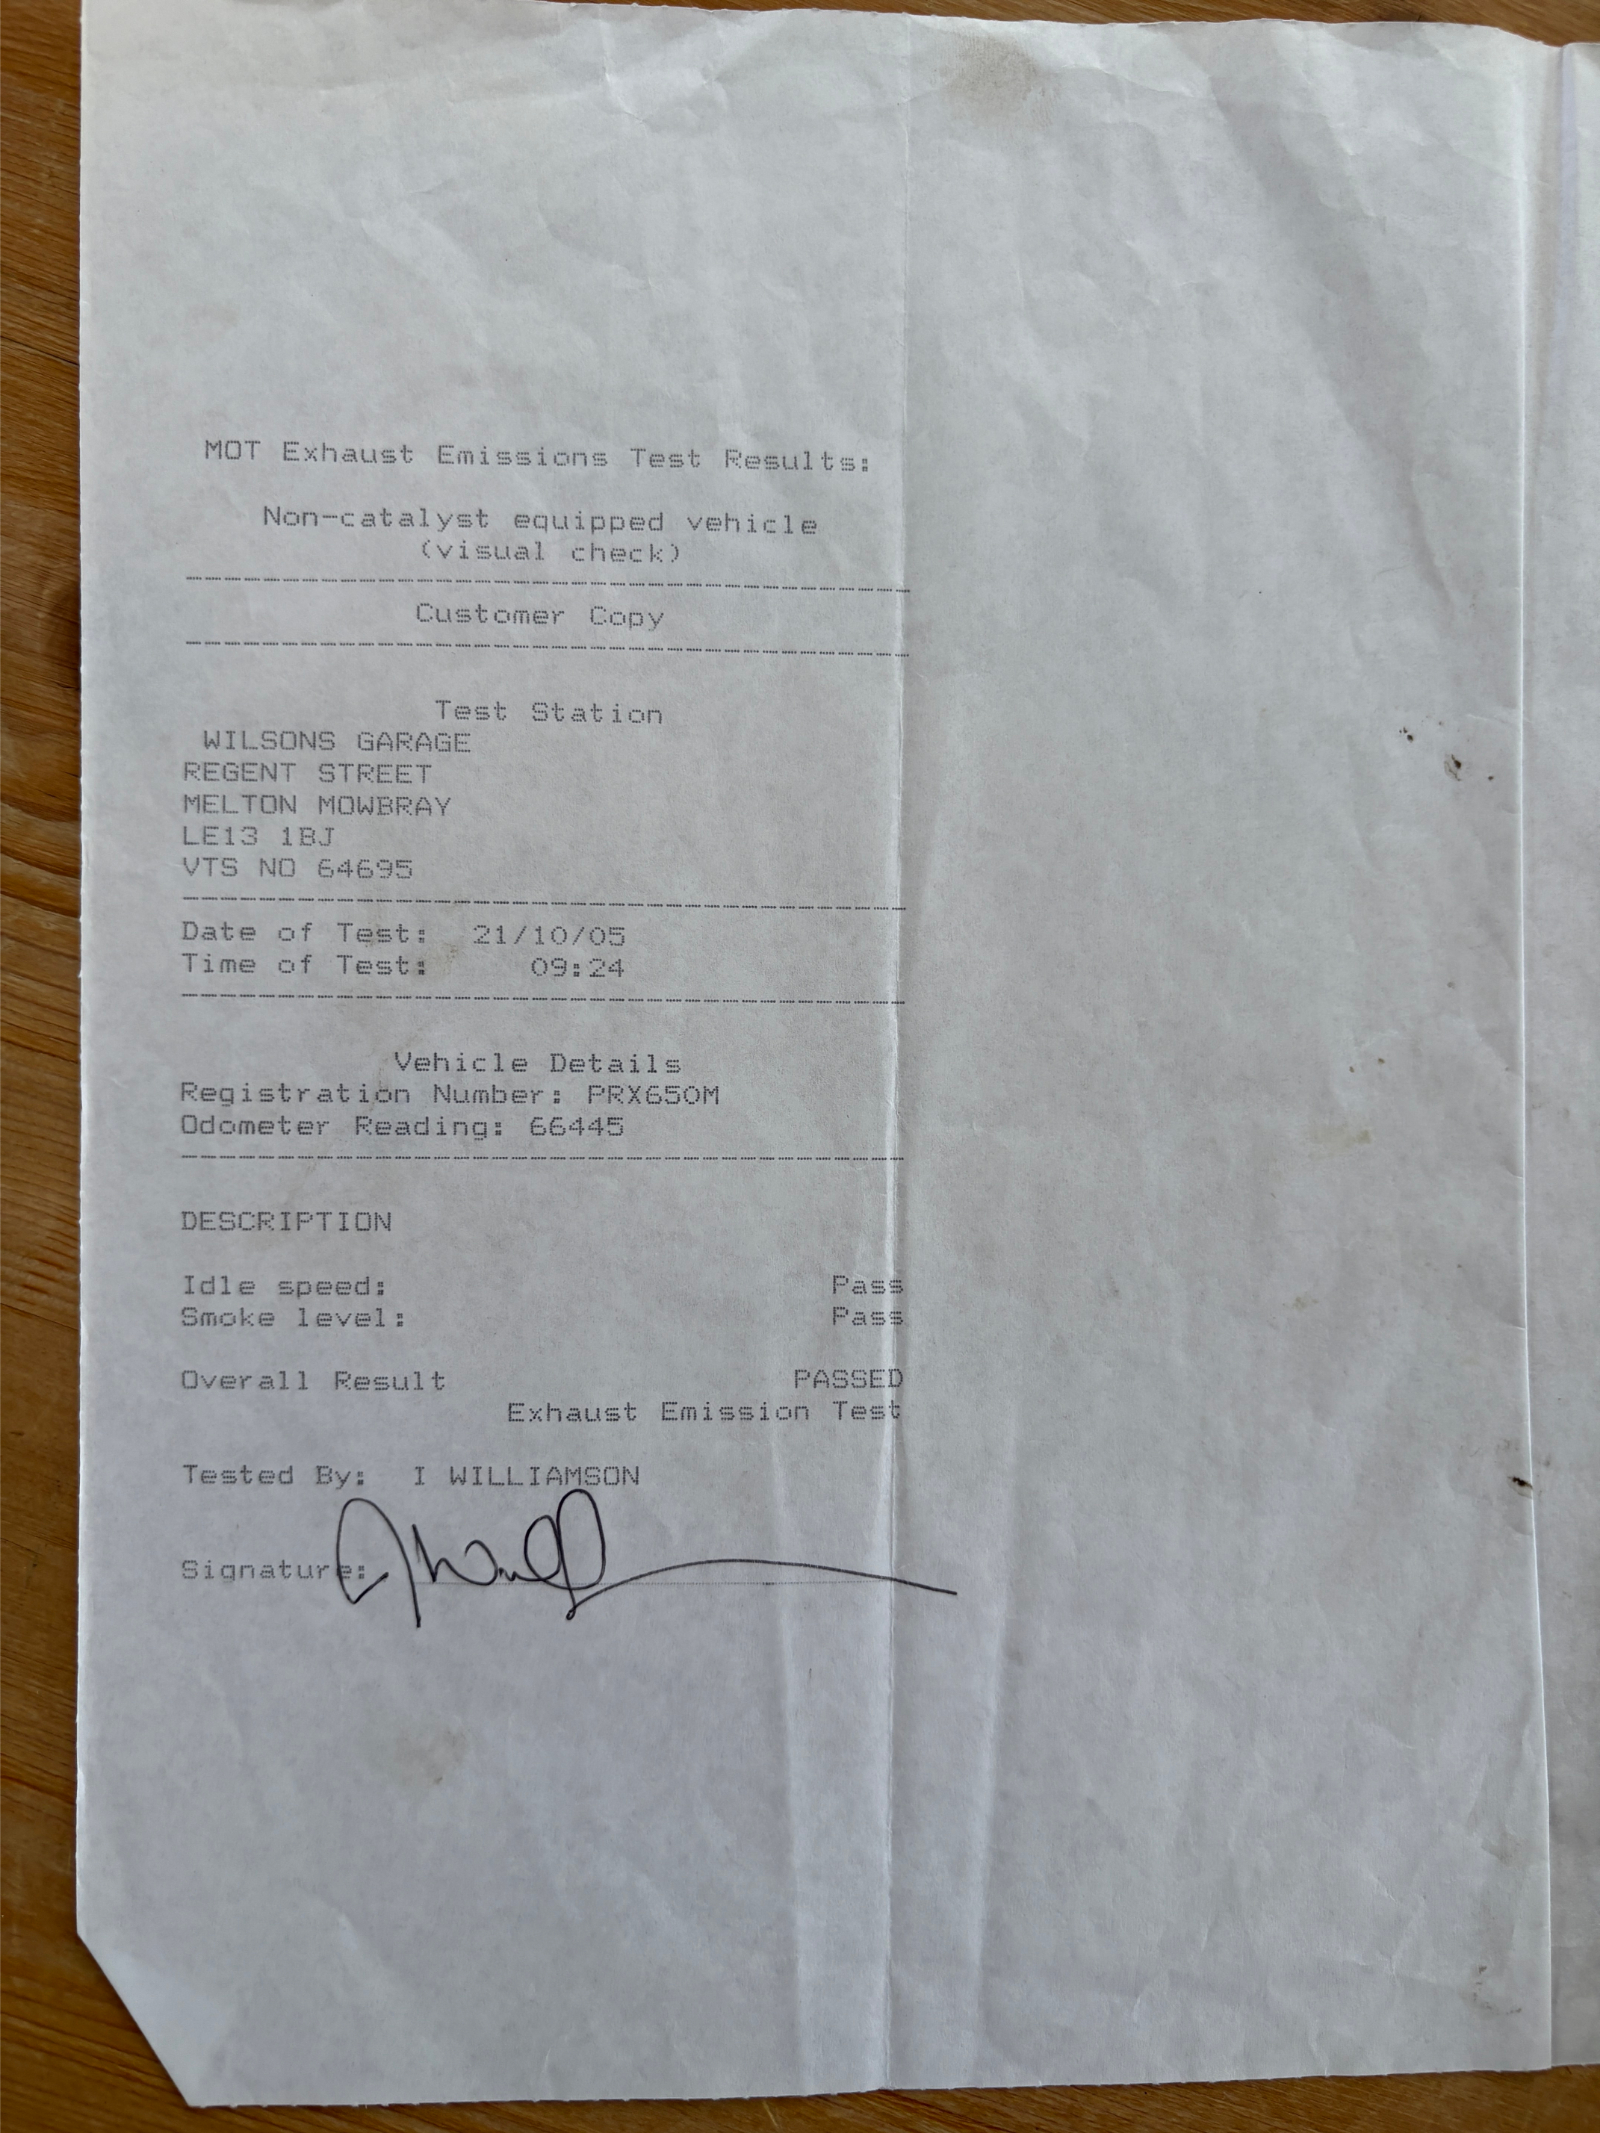 MOT Exhaust Emissions Test Results:
Non-catalyst equipped vehicle
(visual check)
Customer Copy
Test Station
WILSONS GARAGE
REGENT STREET
MELTON MOWBRAY
LE13 1BJ
VTS NO 64695
Date of Test: 21/10/05
Time of Test: 09:24
Vehicle Details
Registration Number: PRX650M
Odometer Reading: 66445
DESCRIPTION
Idle speed: Pass
Smoke level: Pass
Overall Result PASSED
Exhaust Emission Test
Tested By: I WILLIAMSON
Signature: